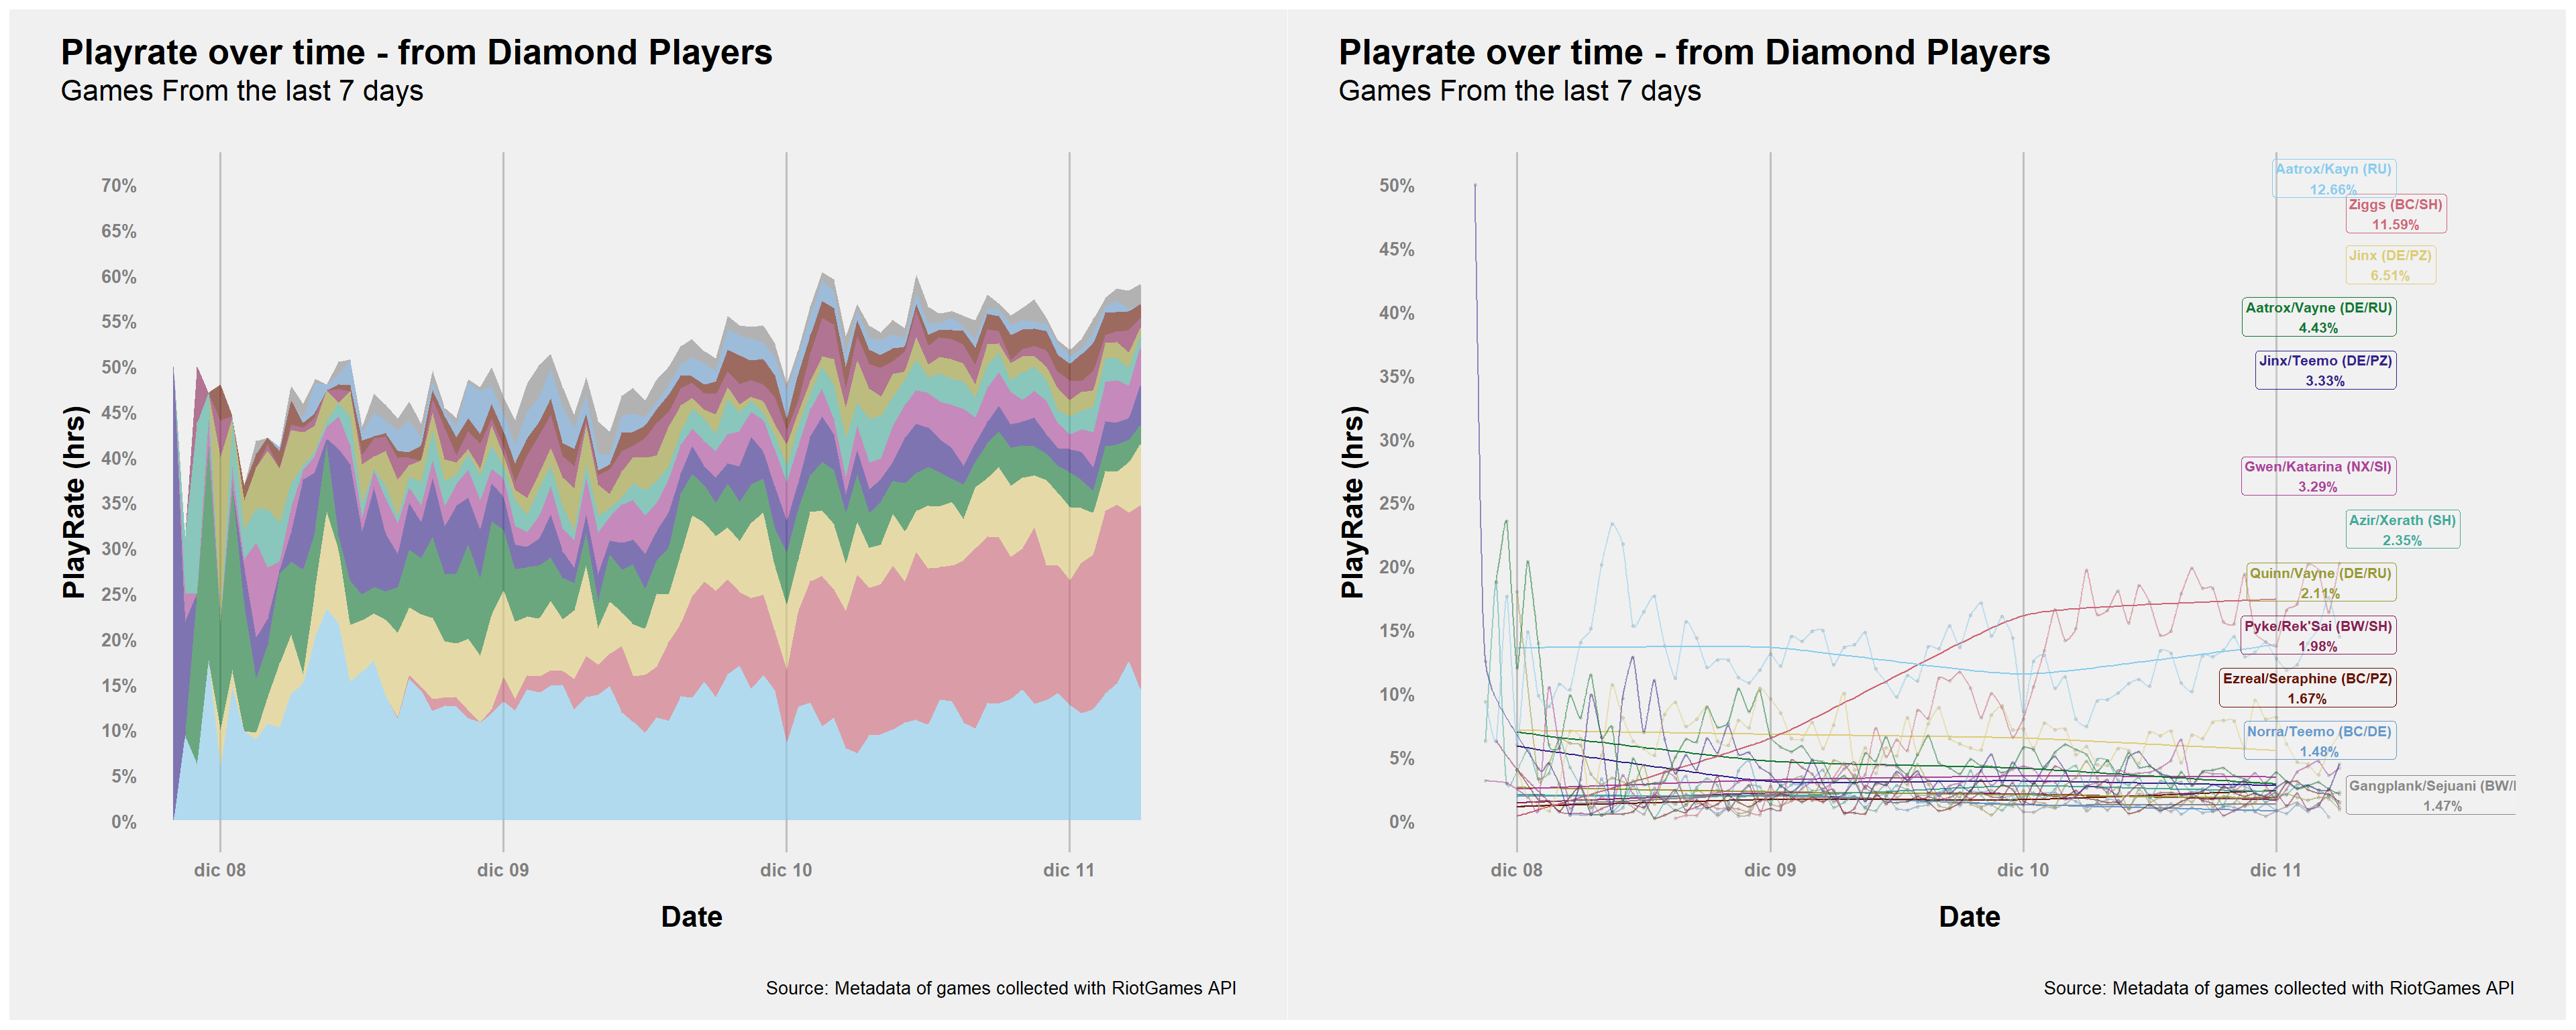 Playrate over time - from Diamond Players
Games From the last 7 days
PlayRate (hrs)
70%
65%
60%
55%
50%
45%
40%
35%
30%
25%
20%
15%
10%
5%
0%
dic 08
dic 09
dic 10
dic 11
Date
Source: Metadata of games collected with RiotGames API
Playrate over time - from Diamond Players
Games From the last 7 days
PlayRate (hrs)
50%
45%
40%
35%
30%
25%
20%
15%
10%
5%
0%
Aatrox/Kayn (RU)
12.66%
Ziggs (BC/SH)
11.59%
Jinx (DE/PZ)
6.51%
Aatrox/Vayne (DE/RU)
4.43%
Jinx/Teemo (DE/PZ)
3.33%
Gwen/Katarina (NX/SI)
3.29%
Azir/Xerath (SH)
2.35%
Quinn/Vayne (DE/RU)
2.11%
Pyke/Rek'Sai (BW/SH)
1.98%
Ezreal/Seraphine (BC/PZ)
1.67%
Norra/Teemo (BC/DE)
1.48%
Gangplank/Sejuani (BW/
1.47%
dic 08
dic 09
dic 10
dic 11
Date
Source: Metadata of games collected with RiotGames API